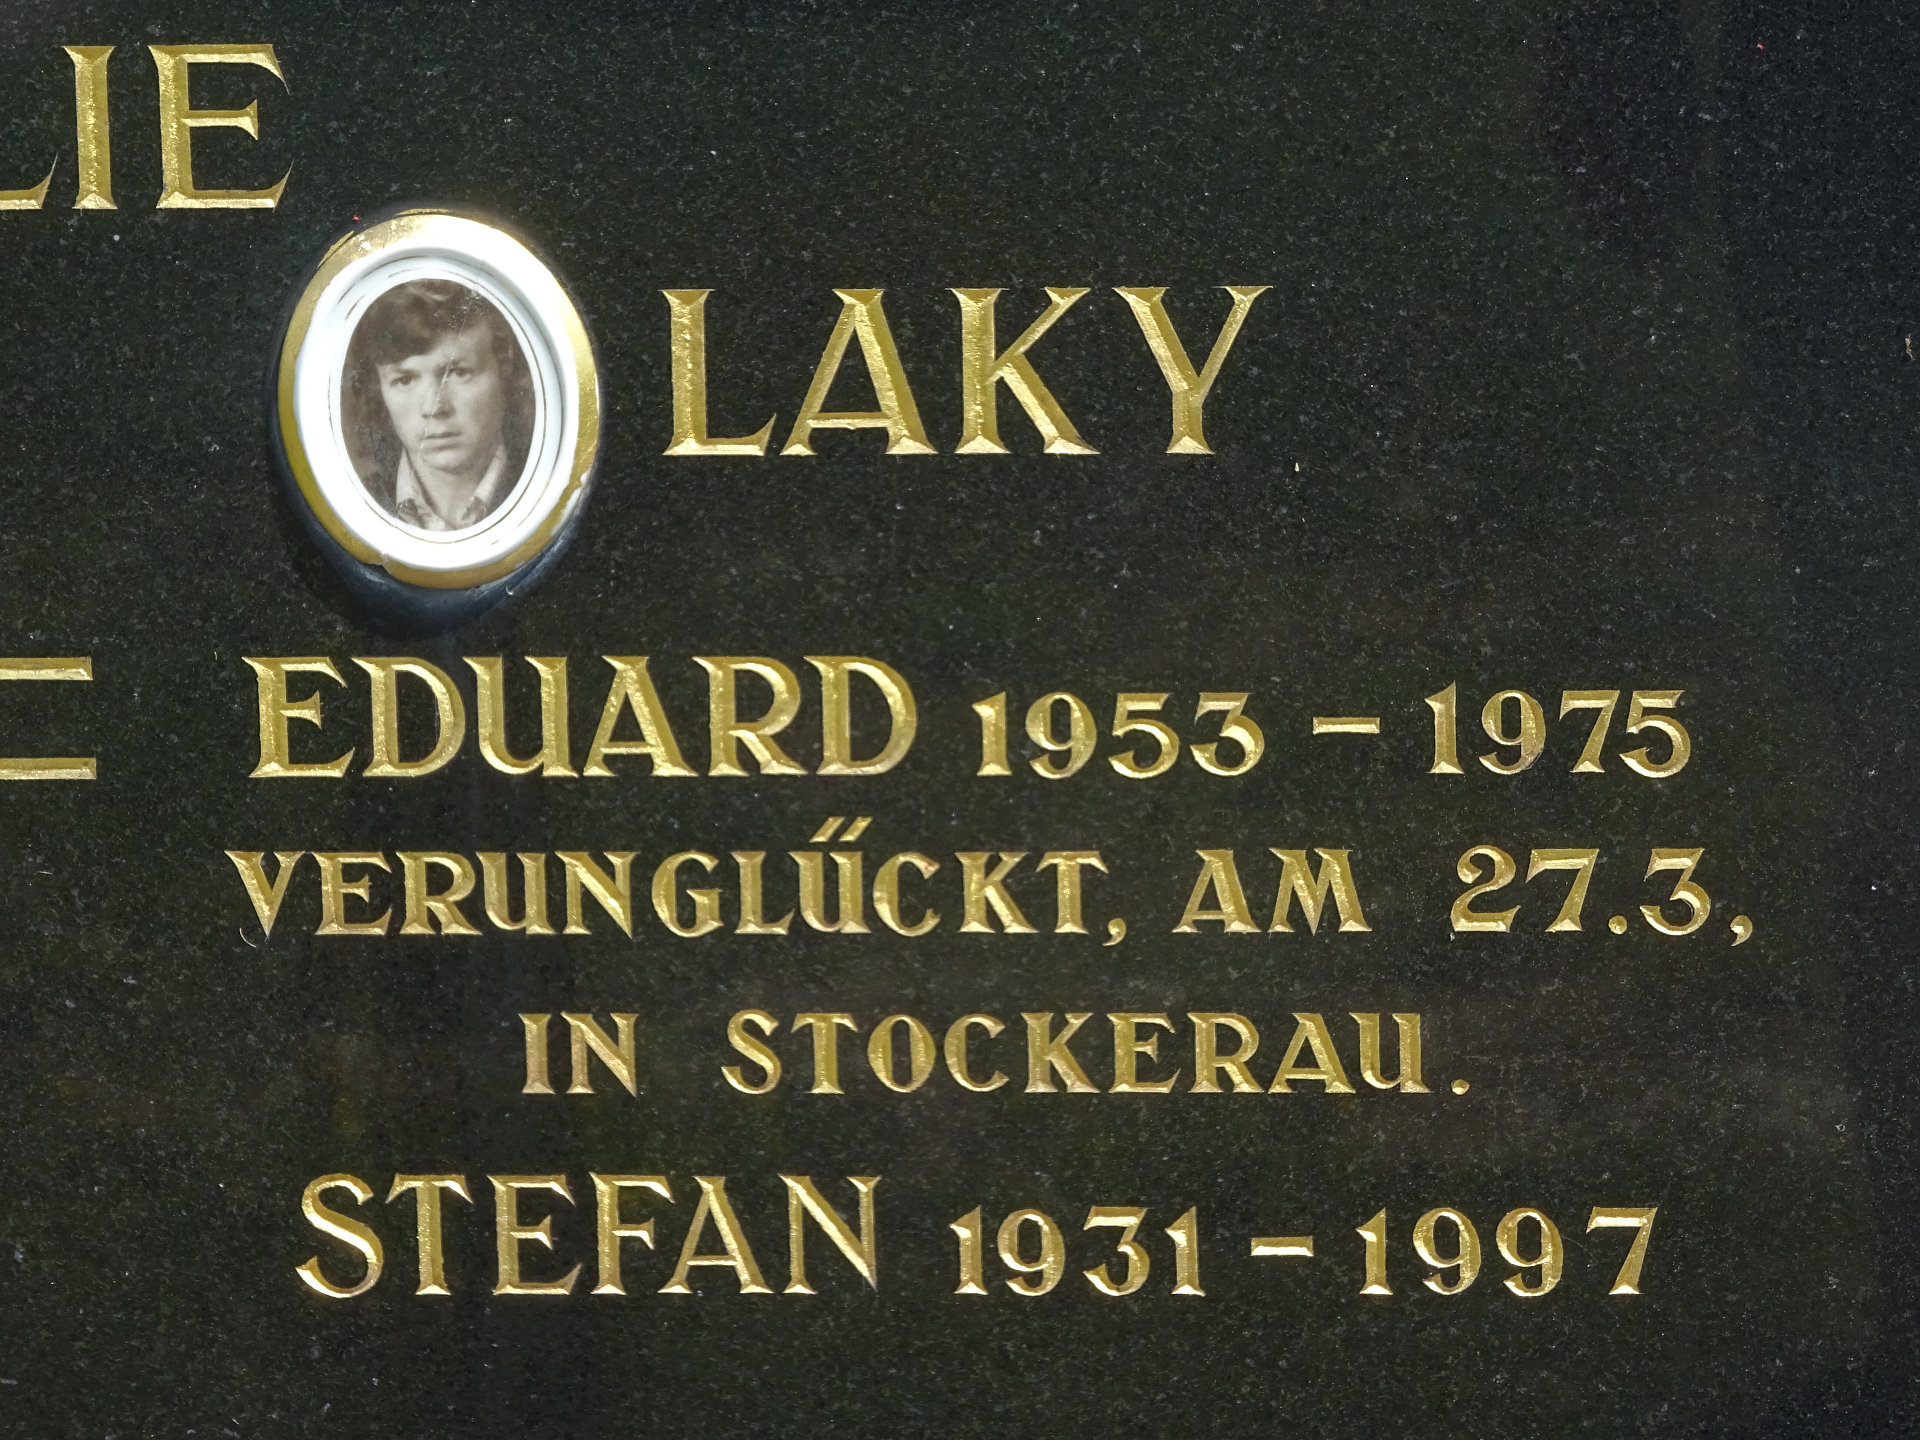 LIE
LAKY
EDUARD 1953 – 1975
VERUNGLŰCKT, AM 27.3,
IN STOCKERAU.
STEFAN 1931 – 1997